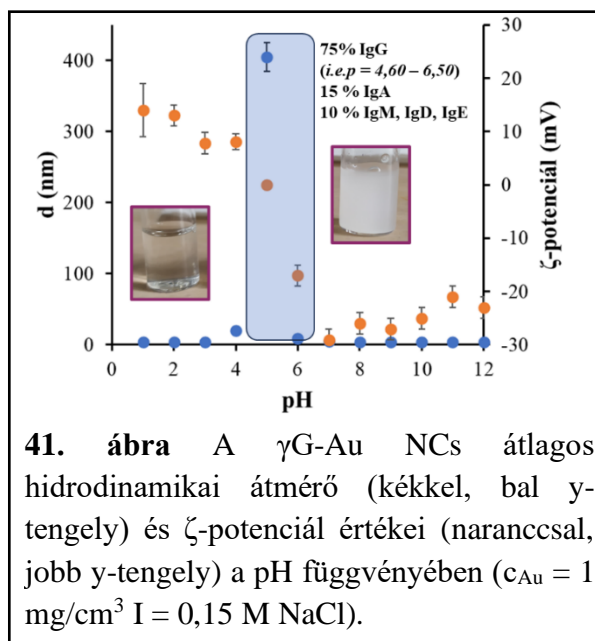 400
300
200
100
0
d (nm)
0
2
4
6
8
10
12
pH
30
20
10
0
-10
-20
-30
ζ-potenciál (mV)
75% IgG
(i.e.p = 4,60 – 6,50)
15 % IgA
10 % IgM, IgD, IgE
41. ábra A γG-Au NCs átlagos
hidrodinamikai átmérő (kékkel, bal y-
tengely) és ζ-potenciál értékei (naranccsal,
jobb y-tengely) a pH függvényében (cAu = 1
mg/cm³ I = 0,15 M NaCl).